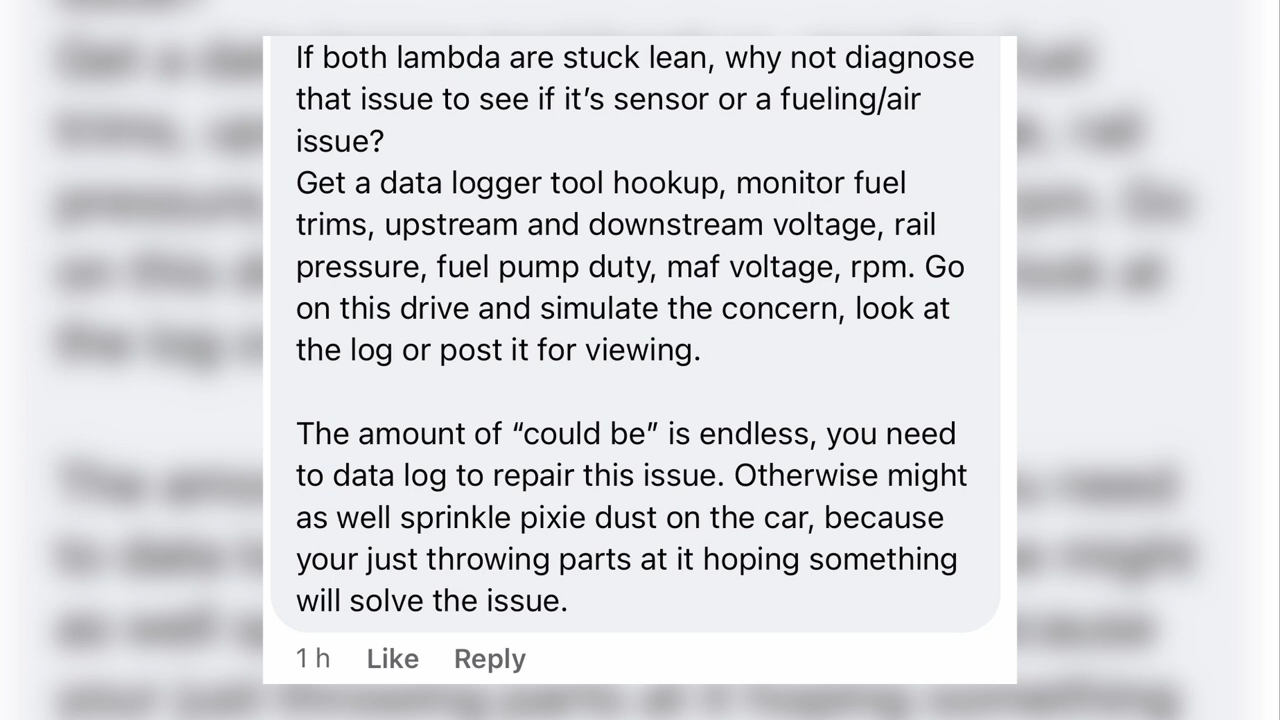 If both lambda are stuck lean, why not diagnose
that issue to see if it’s sensor or a fueling/air
issue?
Get a data logger tool hookup, monitor fuel
trims, upstream and downstream voltage, rail
pressure, fuel pump duty, maf voltage, rpm. Go
on this drive and simulate the concern, look at
the log or post it for viewing.
The amount of “could be” is endless, you need
to data log to repair this issue. Otherwise might
as well sprinkle pixie dust on the car, because
your just throwing parts at it hoping something
will solve the issue.
1 h Like Reply